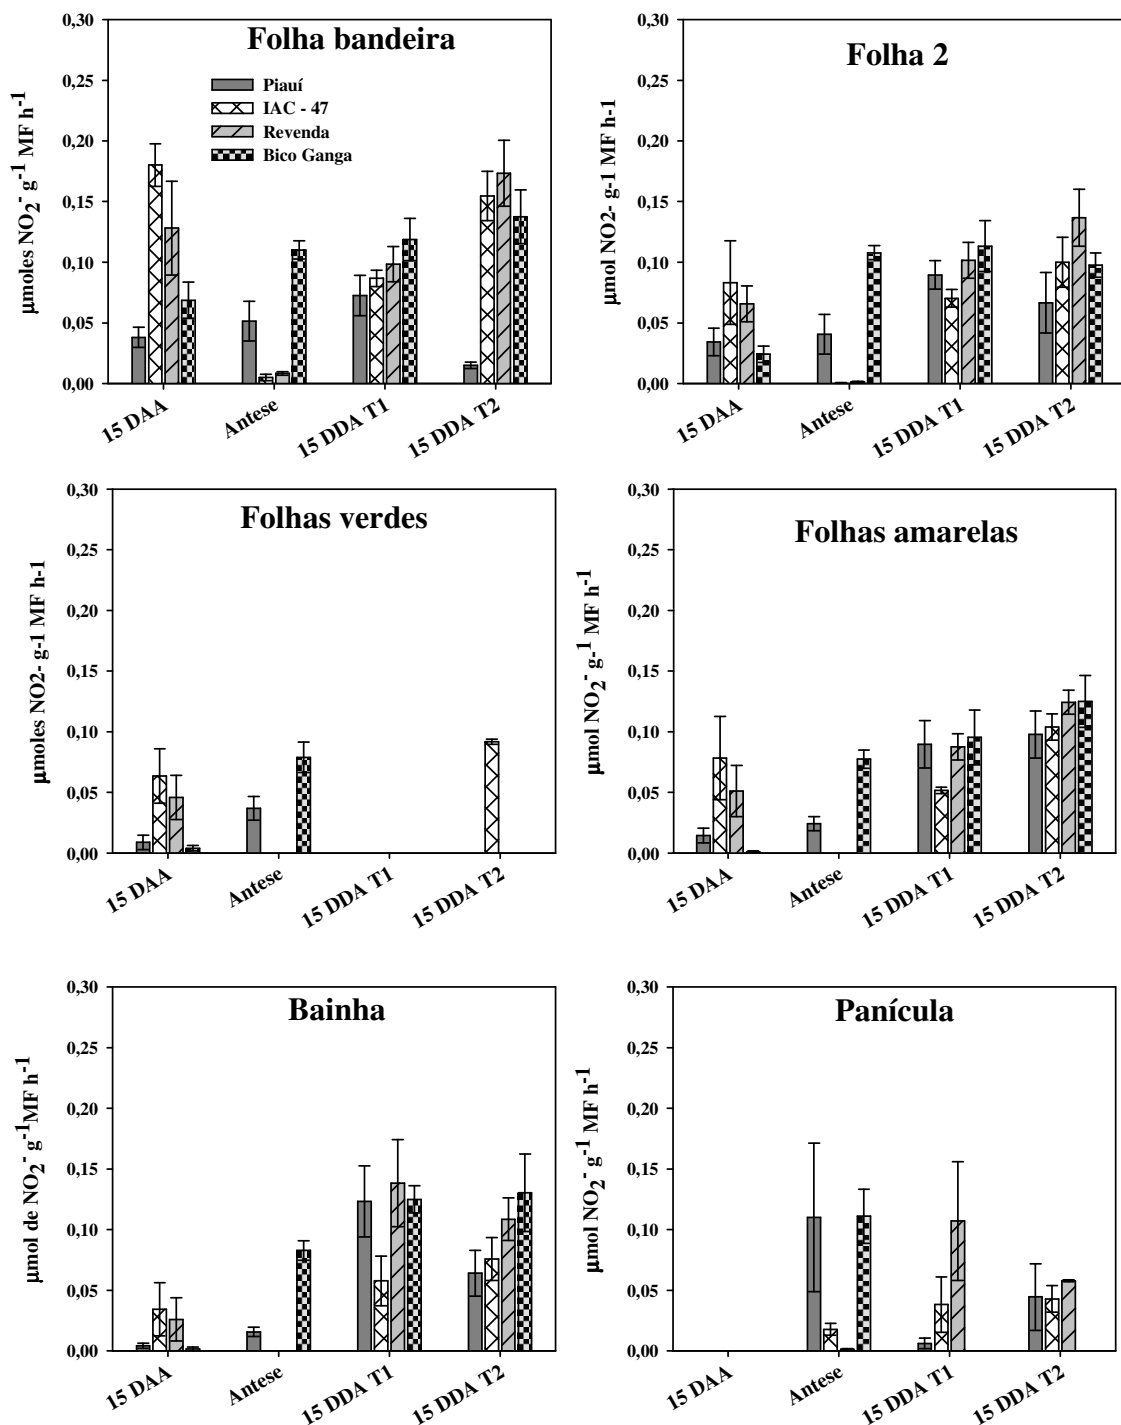 Folha bandeira
Piauí
IAC - 47
Revenda
Bico Ganga
μmoles NO2- g-1 MF h-1
0,30
0,25
0,20
0,15
0,10
0,05
0,00
15 DAA
Antese
15 DDA T1
15 DDA T2
Folha 2
μmol NO2- g-1 MF h-1
0,30
0,25
0,20
0,15
0,10
0,05
0,00
15 DAA
Antese
15 DDA T1
15 DDA T2
Folhas verdes
μmoles NO2- g-1 MF h-1
0,30
0,25
0,20
0,15
0,10
0,05
0,00
15 DAA
Antese
15 DDA T1
15 DDA T2
Folhas amarelas
μmol NO2- g-1 MF h-1
0,30
0,25
0,20
0,15
0,10
0,05
0,00
15 DAA
Antese
15 DDA T1
15 DDA T2
Bainha
μmol de NO2- g-1MF h-1
0,30
0,25
0,20
0,15
0,10
0,05
0,00
15 DAA
Antese
15 DDA T1
15 DDA T2
Panícula
μmol NO2- g-1 MF h-1
0,30
0,25
0,20
0,15
0,10
0,05
0,00
15 DAA
Antese
15 DDA T1
15 DDA T2